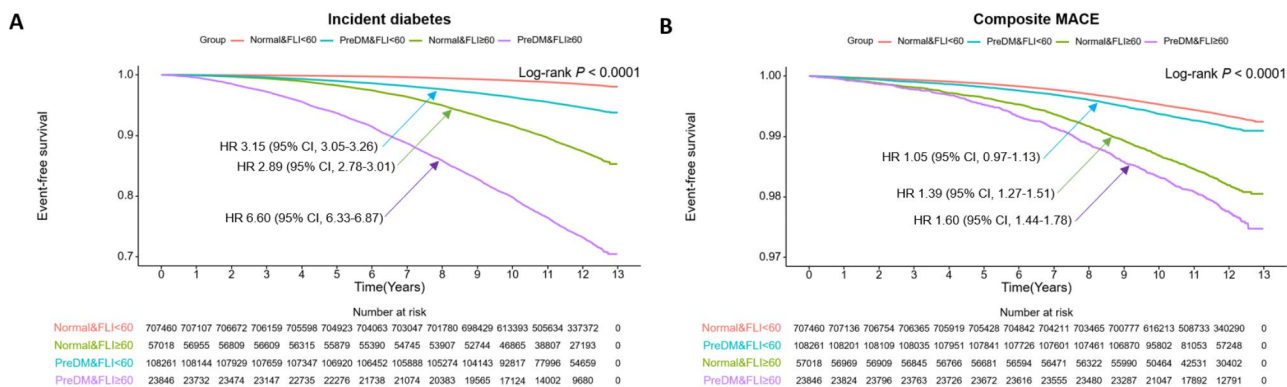 A
Incident diabetes
Group Normal&FLI<60 PreDM&FLI<60 Normal&FLI≥60 PreDM&FLI≥60
Log-rank P < 0.0001
Event-free survival
1.0
0.9
0.8
0.7
HR 3.15 (95% CI, 3.05-3.26)
HR 2.89 (95% CI, 2.78-3.01)
HR 6.60 (95% CI, 6.33-6.87)
0 1 2 3 4 5 6 7 8 9 10 11 12 13
Time(Years)
Number at risk
Normal&FLI<60 707460 707107 706672 706159 705598 704923 704063 703047 701780 698429 613393 505634 337372 0
Normal&FLI≥60 57018 56955 56809 56609 56315 55879 55390 54745 53907 52744 46865 38807 27193 0
PreDM&FLI<60 108261 108144 107929 107659 107347 106920 106452 105888 105274 104143 92817 77996 54659 0
PreDM&FLI≥60 23846 23732 23474 23147 22735 22276 21738 21074 20383 19565 17124 14002 9680 0
B
Composite MACE
Group Normal&FLI<60 PreDM&FLI<60 Normal&FLI≥60 PreDM&FLI≥60
Log-rank P < 0.0001
Event-free survival
1.00
0.99
0.98
0.97
HR 1.05 (95% CI, 0.97-1.13)
HR 1.39 (95% CI, 1.27-1.51)
HR 1.60 (95% CI, 1.44-1.78)
0 1 2 3 4 5 6 7 8 9 10 11 12 13
Time(Years)
Number at risk
Normal&FLI<60 707460 707136 706754 706365 705919 705428 704842 704211 703465 700777 616213 508733 340290 0
PreDM&FLI<60 108261 108201 108109 108035 107951 107841 107726 107601 107461 106870 95802 81053 57248 0
Normal&FLI≥60 57018 56969 56909 56845 56766 56681 56594 56471 56322 55990 50464 42531 30402 0
PreDM&FLI≥60 23846 23824 23796 23763 23726 23672 23616 23555 23480 23297 21047 17892 12791 0